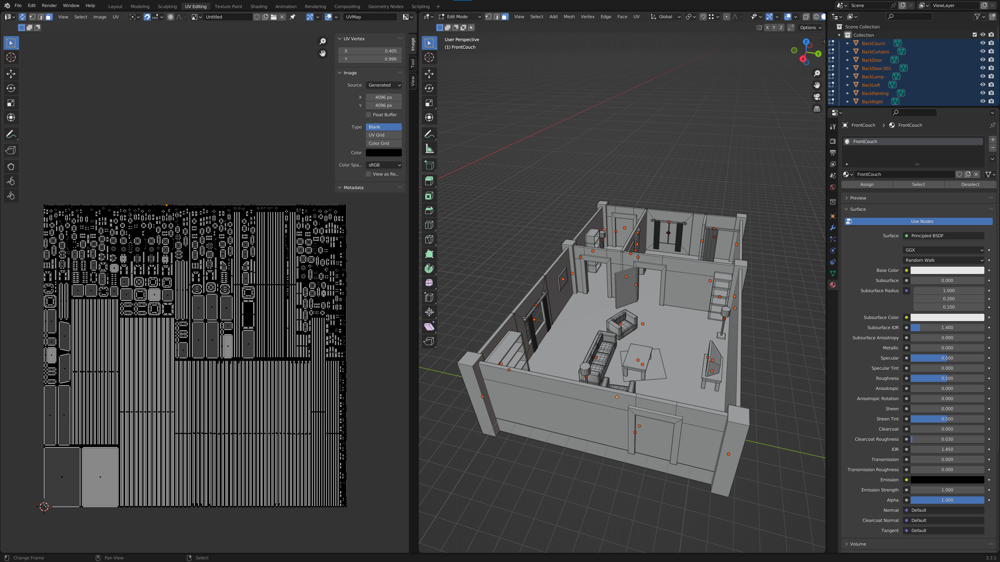 File Edit Render Window Help Layout Modeling Sculpting UV Editing Texture Paint Shading Animation Rendering Compositing Geometry Nodes Scripting + Scene ViewLayer
View Select Image UV Untitled UVMap
Edit Mode View Select Add Mesh Vertex Edge Face UV Global
X Y Z Options
UV Vertex
X 0.405
Y 0.999
Image
Source Generated
X 4096 px
Y 4096 px
Float Buffer
Type Blank
UV Grid
Color Grid
Color
Color Spa... sRGB
View as Re...
Metadata
Image
Tool
View
User Perspective
(1) FrontCouch
Z
Y
X
Scene Collection
Collection
BackCouch
BackCurtains
BackDoor
BackDoor.001
BackLamp
BackLeft
BackPainting
BackRight
FrontCouch > FrontCouch
FrontCouch
FrontCouch
Assign Select Deselect
Preview
Surface
Use Nodes
Surface Principled BSDF
GGX
Random Walk
Base Color
Subsurface 0.000
Subsurface Radius 1.000
0.200
0.100
Subsurface Color
Subsurface IOR 1.400
Subsurface Anisotropy 0.000
Metallic 0.000
Specular 0.500
Specular Tint 0.000
Roughness 0.500
Anisotropic 0.000
Anisotropic Rotation 0.000
Sheen 0.000
Sheen Tint 0.500
Clearcoat 0.000
Clearcoat Roughness 0.030
IOR 1.450
Transmission 0.000
Transmission Roughness 0.000
Emission
Emission Strength 1.000
Alpha 1.000
Normal Default
Clearcoat Normal Default
Tangent Default
Volume
Change Frame Pan View Select 3.3.1